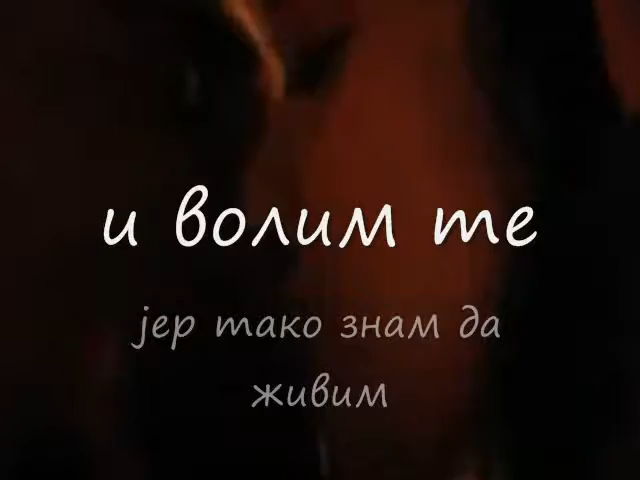 и волим те
јер тако знам да
живим